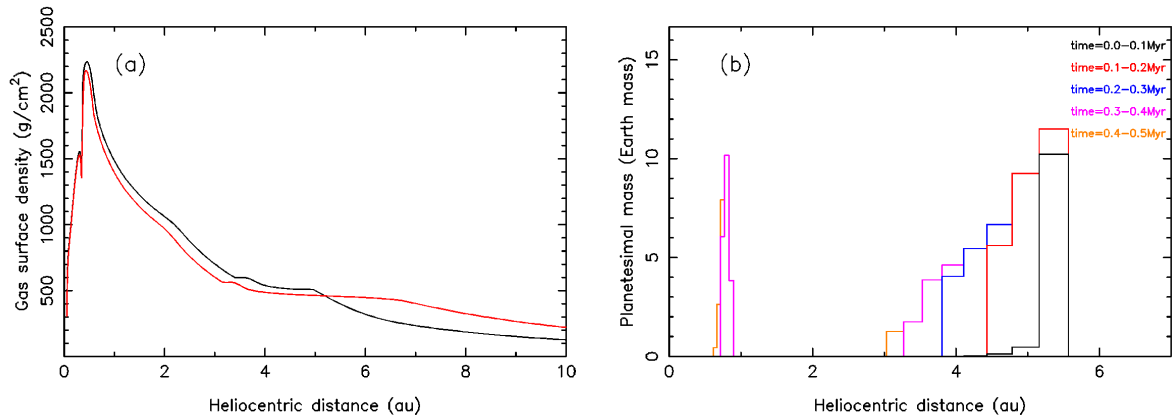 (a)
Gas surface density (g/cm²)
2500
2000
1500
1000
500
0 2 4 6 8 10
Heliocentric distance (au)
(b)
Planetesimal mass (Earth mass)
15
10
5
0
0 2 4 6
Heliocentric distance (au)
time=0.0-0.1Myr
time=0.1-0.2Myr
time=0.2-0.3Myr
time=0.3-0.4Myr
time=0.4-0.5Myr